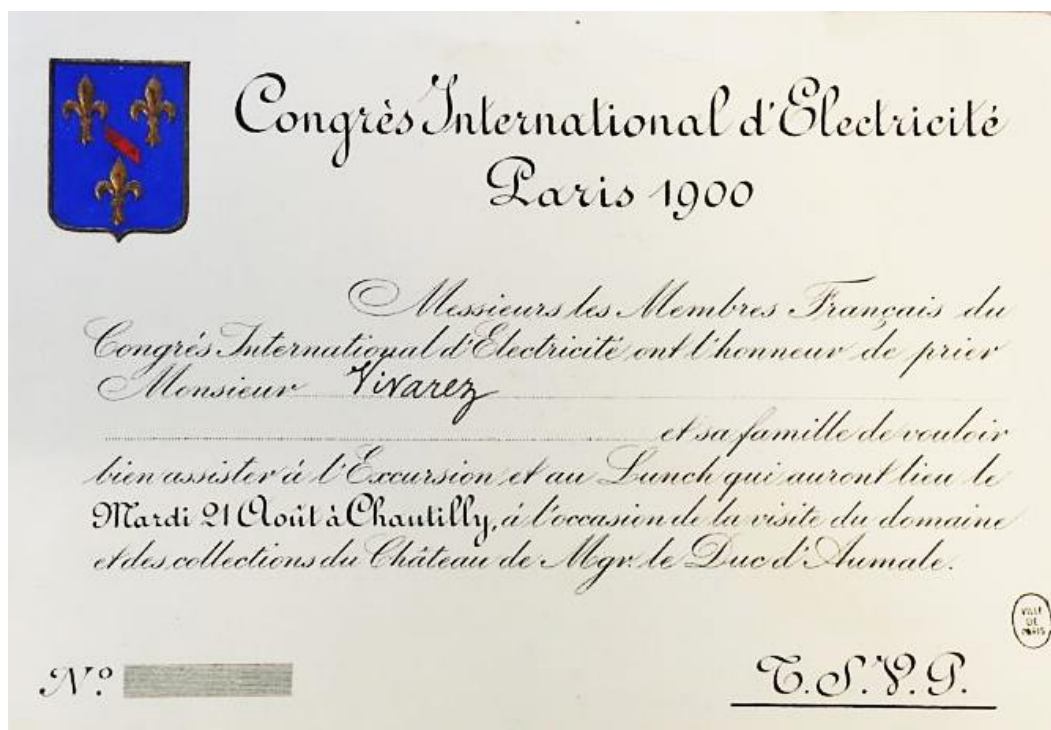 Congrès International d'Electricité
Paris 1900
Messieurs les Membres Français du
Congrés International d'Electricité ont l'honneur de prier
Monsieur Vivarez
et sa famille de vouloir
bien assister à l'Excursion et au Lunch qui auront lieu le
Mardi 21 Août à Chantilly, à l'occasion de la visite du domaine
et des collections du Château de Mgr. le Duc d'Aumale.
VILLE
DE
PARIS
Nº
T.S.V.P.